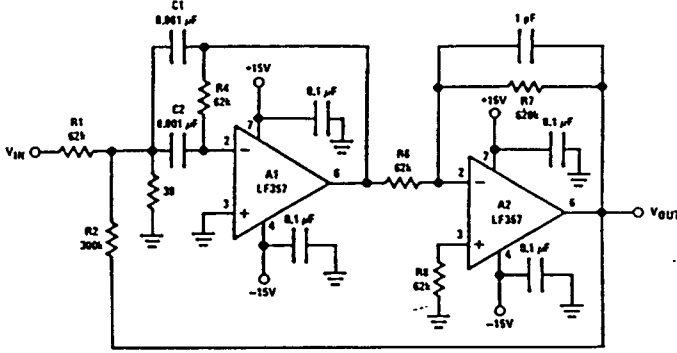 C1
0.001 µF
R4
62k
C2
0.001 µF
R1
62k
VIN
30
R2
300k
+15V
0.1 µF
7
2
3
4
6
A1
LF357
0.1 µF
-15V
R6
62k
1 pF
R7
620k
+15V
0.1 µF
7
2
3
4
6
A2
LF357
VOUT
R8
62k
0.1 µF
-15V